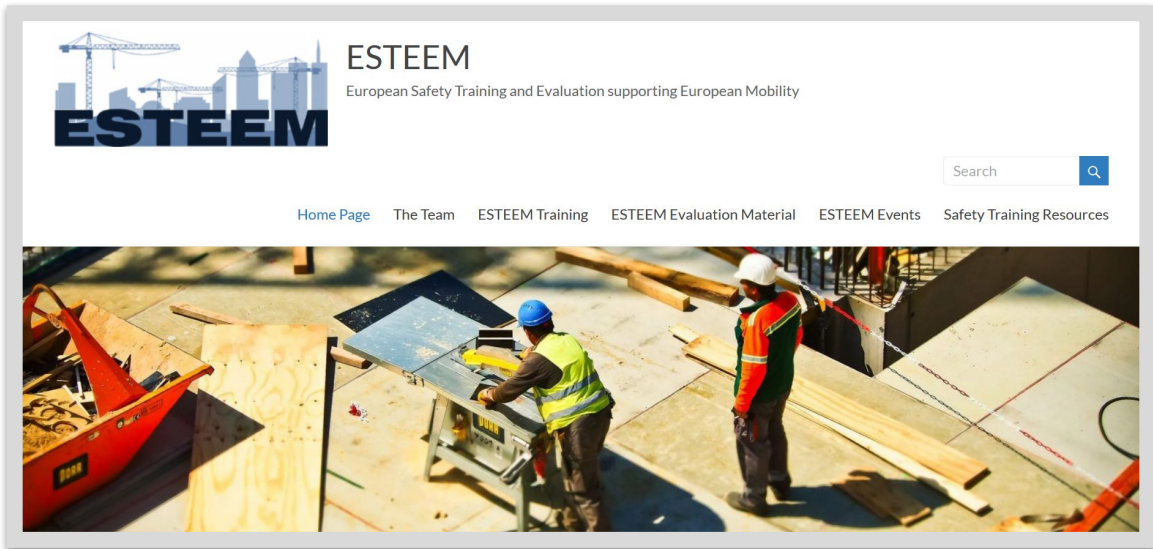 ESTEEM
ESTEEM
European Safety Training and Evaluation supporting European Mobility
Search
Home Page The Team ESTEEM Training ESTEEM Evaluation Material ESTEEM Events Safety Training Resources